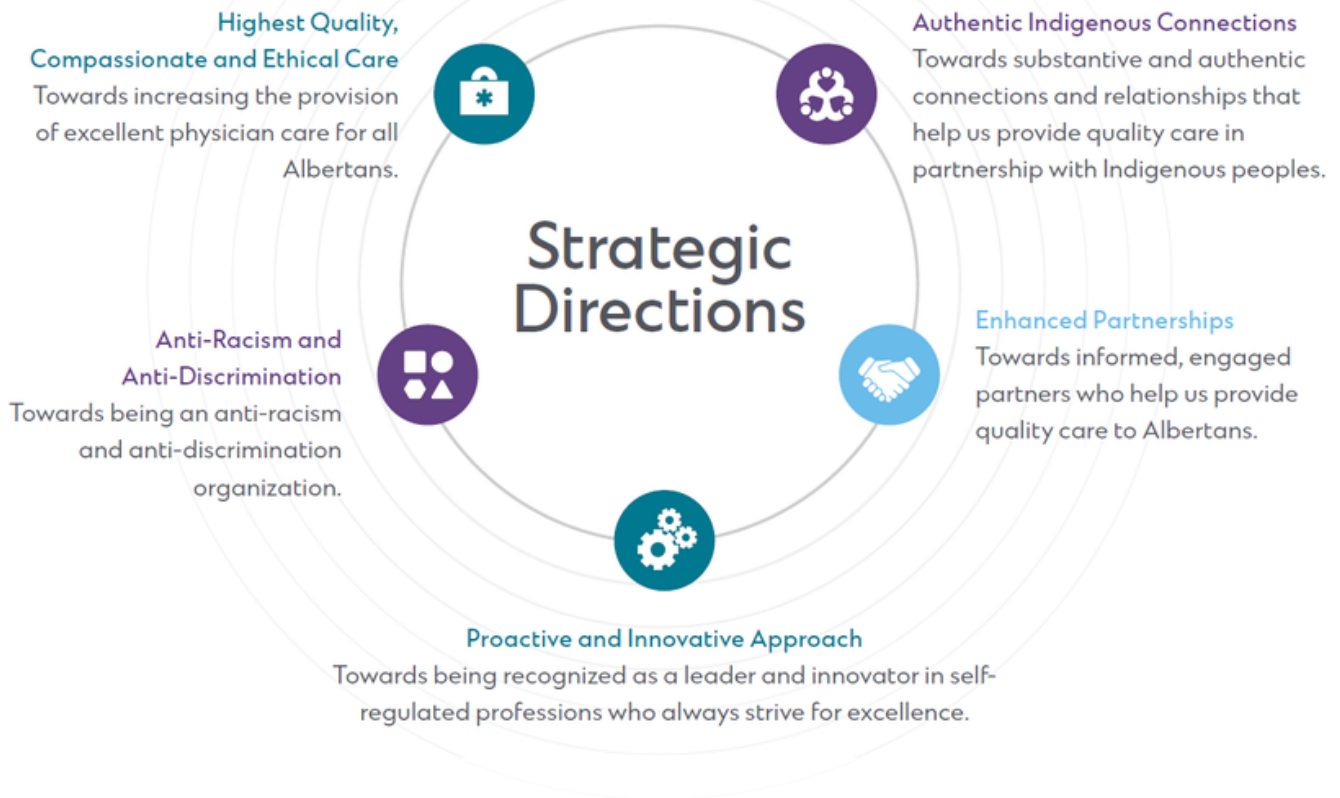 Highest Quality,
Compassionate and Ethical Care
Towards increasing the provision
of excellent physician care for all
Albertans.
Authentic Indigenous Connections
Towards substantive and authentic
connections and relationships that
help us provide quality care in
partnership with Indigenous peoples.
Strategic
Directions
Anti-Racism and
Anti-Discrimination
Towards being an anti-racism
and anti-discrimination
organization.
Enhanced Partnerships
Towards informed, engaged
partners who help us provide
quality care to Albertans.
Proactive and Innovative Approach
Towards being recognized as a leader and innovator in self-
regulated professions who always strive for excellence.